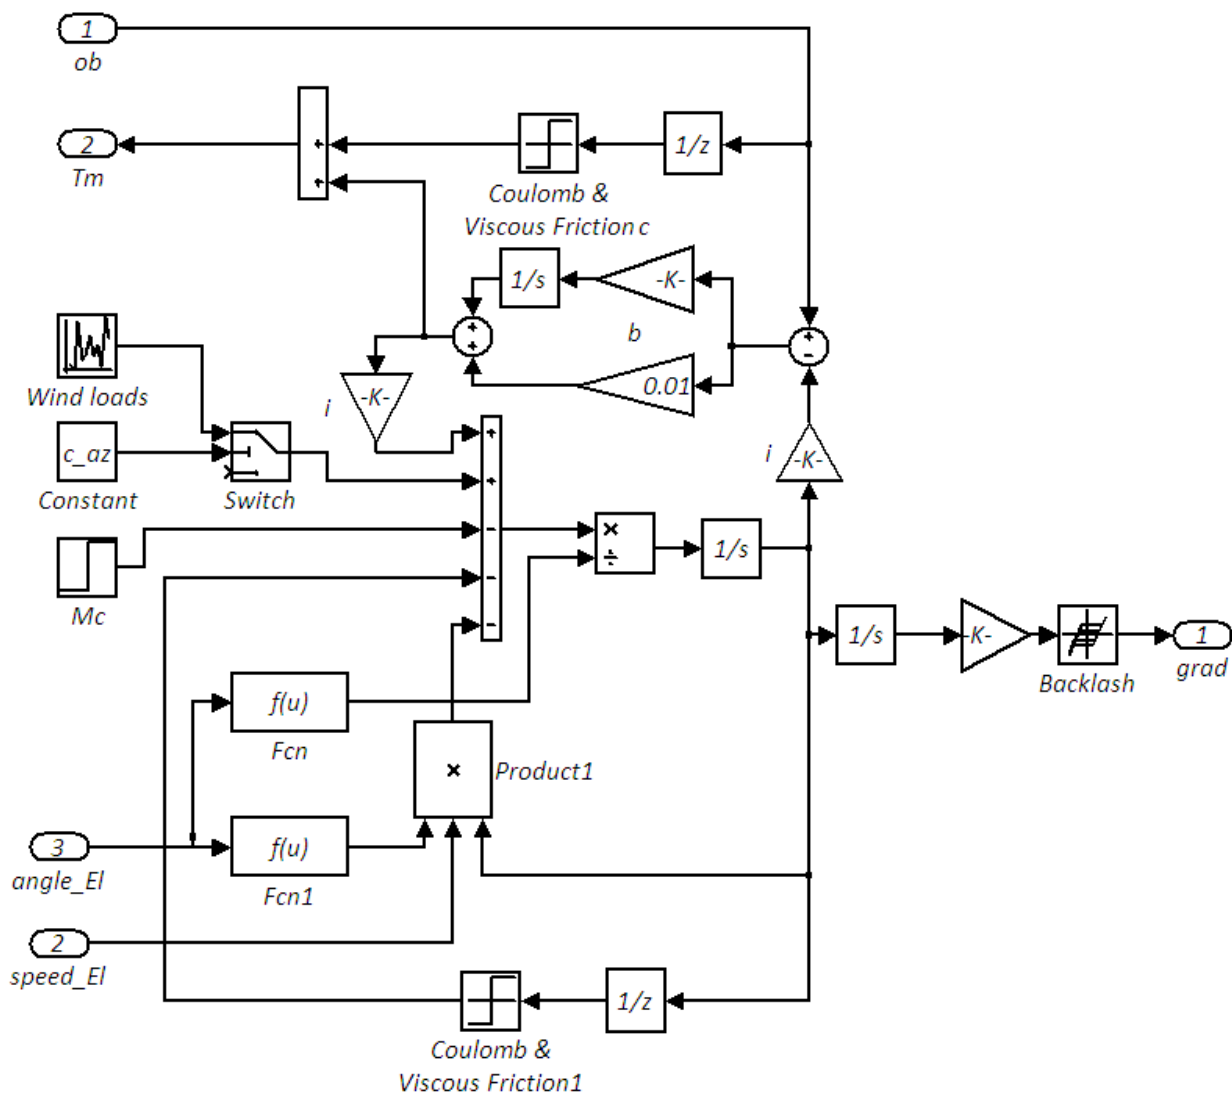 1
ob
2
Tm
1/z
Coulomb &
Viscous Friction c
1/s
-K-
b
0.01
Wind loads
-K-
i
c_az
Constant
Switch
i
-K-
Mc
1/s
1/s
-K-
Backlash
1
grad
f(u)
Fcn
Product1
3
angle_El
f(u)
Fcn1
2
speed_El
1/z
Coulomb &
Viscous Friction1